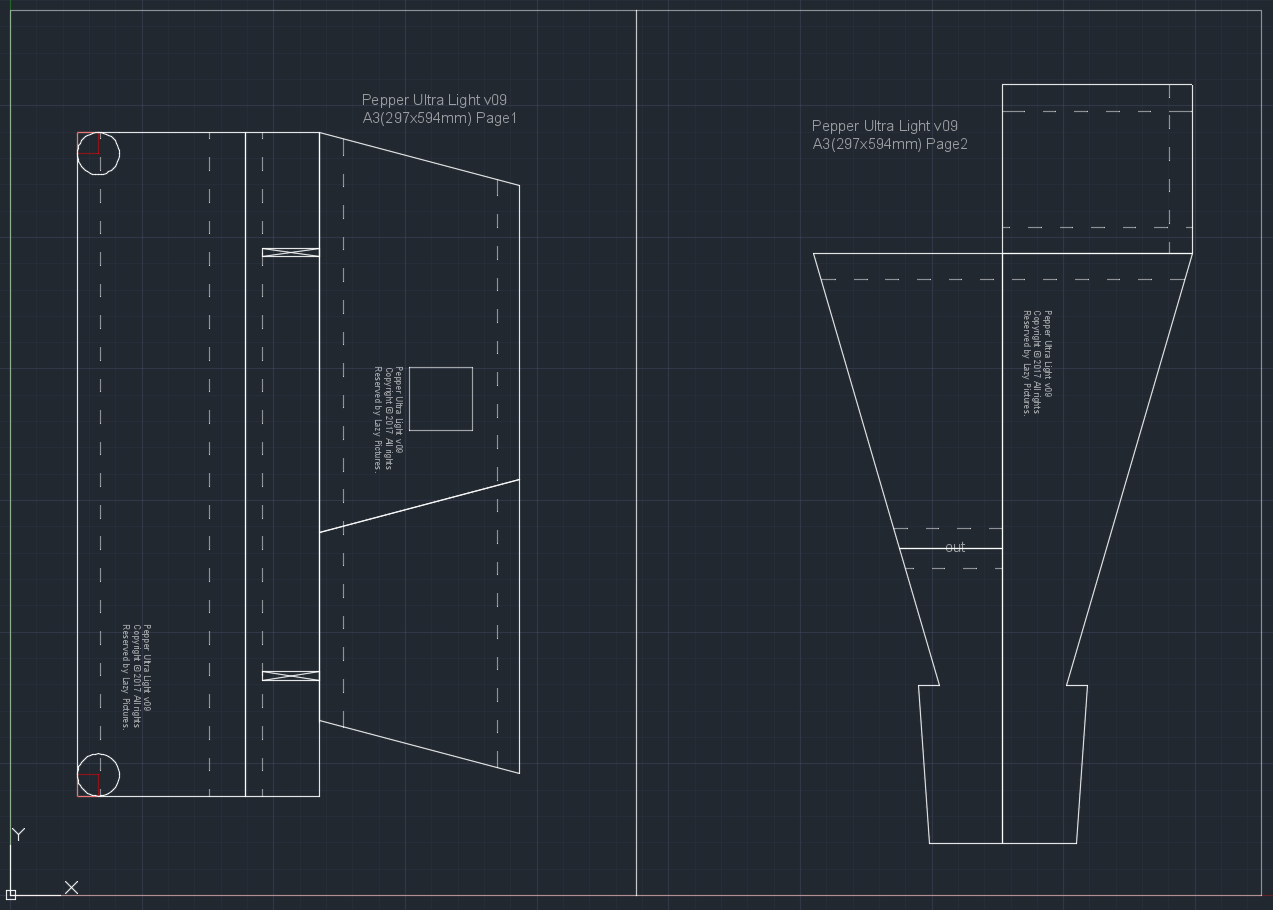 Pepper Ultra Light v09
A3(297x594mm) Page1
Pepper Ultra Light v09
Copyright @ 2017 All rights
Reserved by Lazy Pictures.
Pepper Ultra Light v09
Copyright @ 2017 All rights
Reserved by Lazy Pictures.
Y
X
Pepper Ultra Light v09
A3(297x594mm) Page2
Pepper Ultra Light v09
Copyright @ 2017 All rights
Reserved by Lazy Pictures.
out